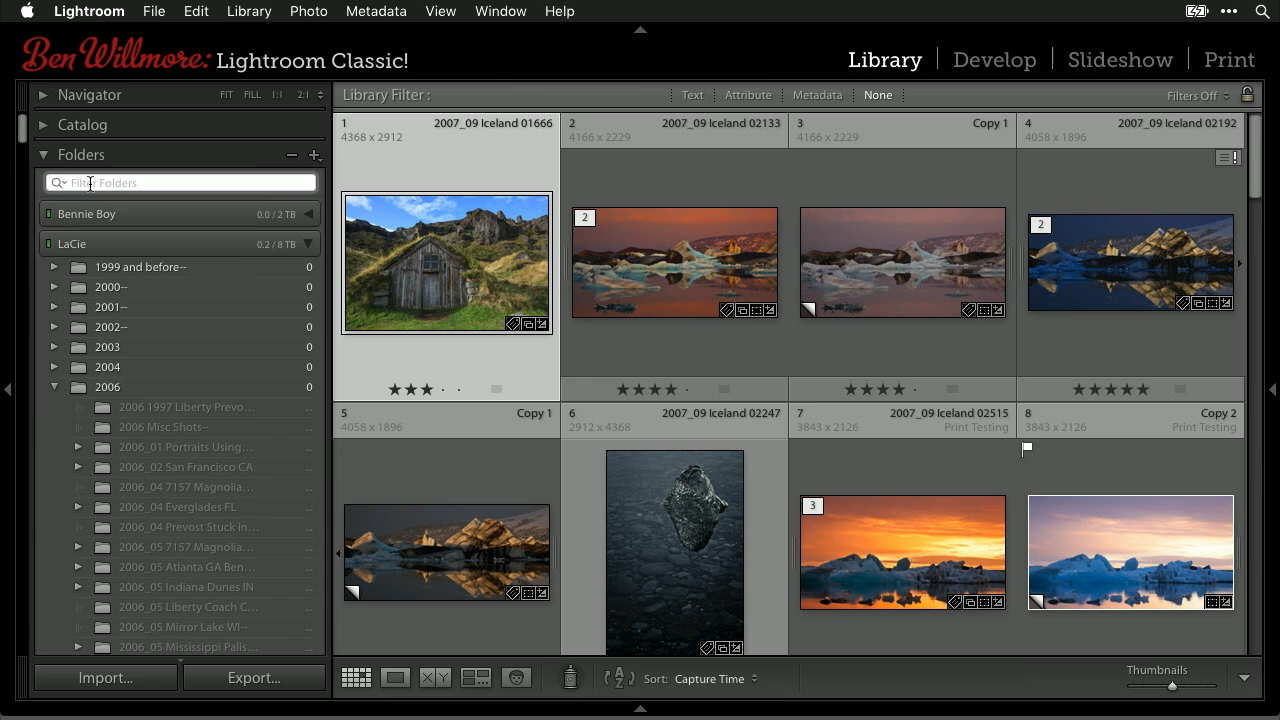 Lightroom File Edit Library Photo Metadata View Window Help
Ben Willmore: Lightroom Classic!
Library Develop Slideshow Print
Navigator FIT FILL 1:1 2:1
Catalog
Folders
Filter Folders
Bennie Boy 0.0 / 2 TB
LaCie 0.2 / 8 TB
1999 and before-- 0
2000-- 0
2001-- 0
2002-- 0
2003 0
2004 0
2006 0
2006 1997 Liberty Prevo... ...
2006 Misc Shots-- ...
2006_01 Portraits Using... ...
2006_02 San Francisco CA ...
2006_04 7157 Magnolia... ...
2006_04 Everglades FL ...
2006_04 Prevost Stuck in... ...
2006_05 7157 Magnolia... ...
2006_05 Atlanta GA Ben... ...
2006_05 Indiana Dunes IN ...
2006_05 Liberty Coach C... ...
2006_05 Mirror Lake WI-- ...
2006_05 Mississippi Palis... ...
Import... Export...
Library Filter : Text Attribute Metadata None Filters Off
1 2007_09 Iceland 01666
4368 x 2912
2 2007_09 Iceland 02133
4166 x 2229
2
3 Copy 1
4166 x 2229
4 2007_09 Iceland 02192
4058 x 1896
2
5 Copy 1
4058 x 1896
6 2007_09 Iceland 02247
2912 x 4368
7 2007_09 Iceland 02515
3843 x 2126 Print Testing
3
8 Copy 2
3843 x 2126 Print Testing
X Y
A Z
Sort: Capture Time
Thumbnails